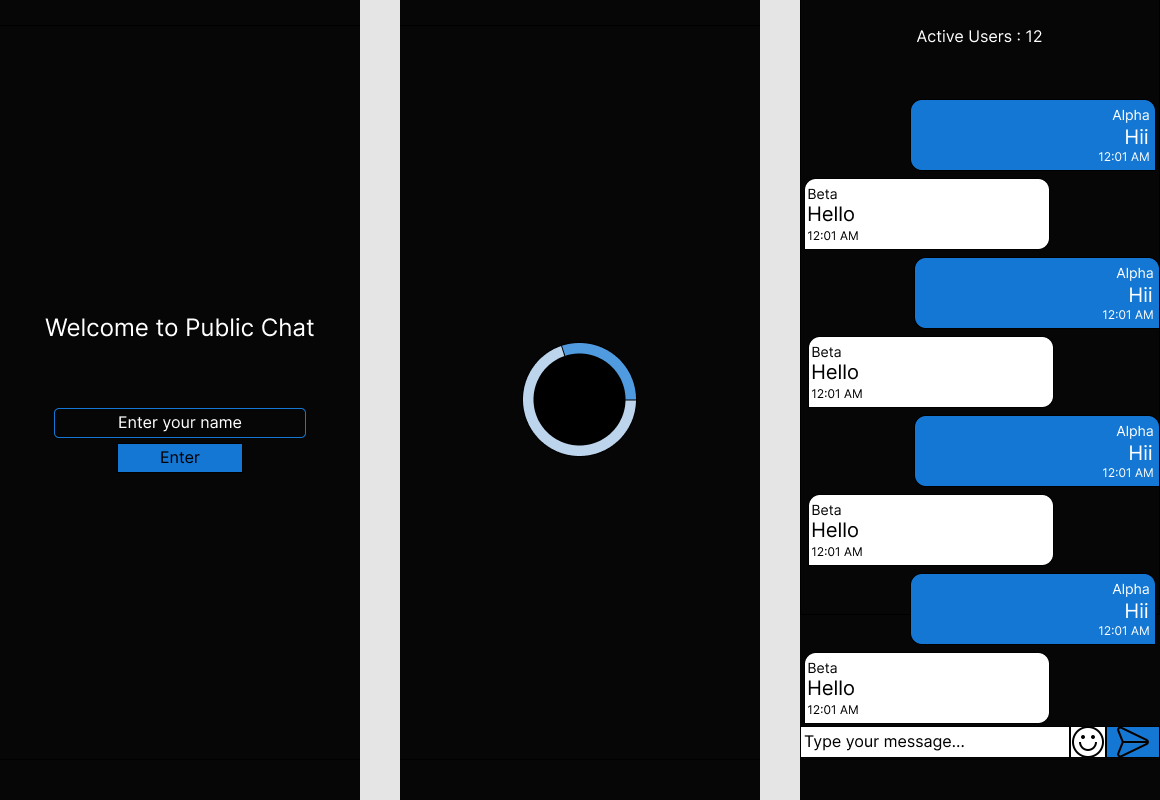 Welcome to Public Chat
Enter your name
Enter
Active Users : 12
Alpha
Hii
12:01 AM
Beta
Hello
12:01 AM
Alpha
Hii
12:01 AM
Beta
Hello
12:01 AM
Alpha
Hii
12:01 AM
Beta
Hello
12:01 AM
Alpha
Hii
12:01 AM
Beta
Hello
12:01 AM
Type your message...